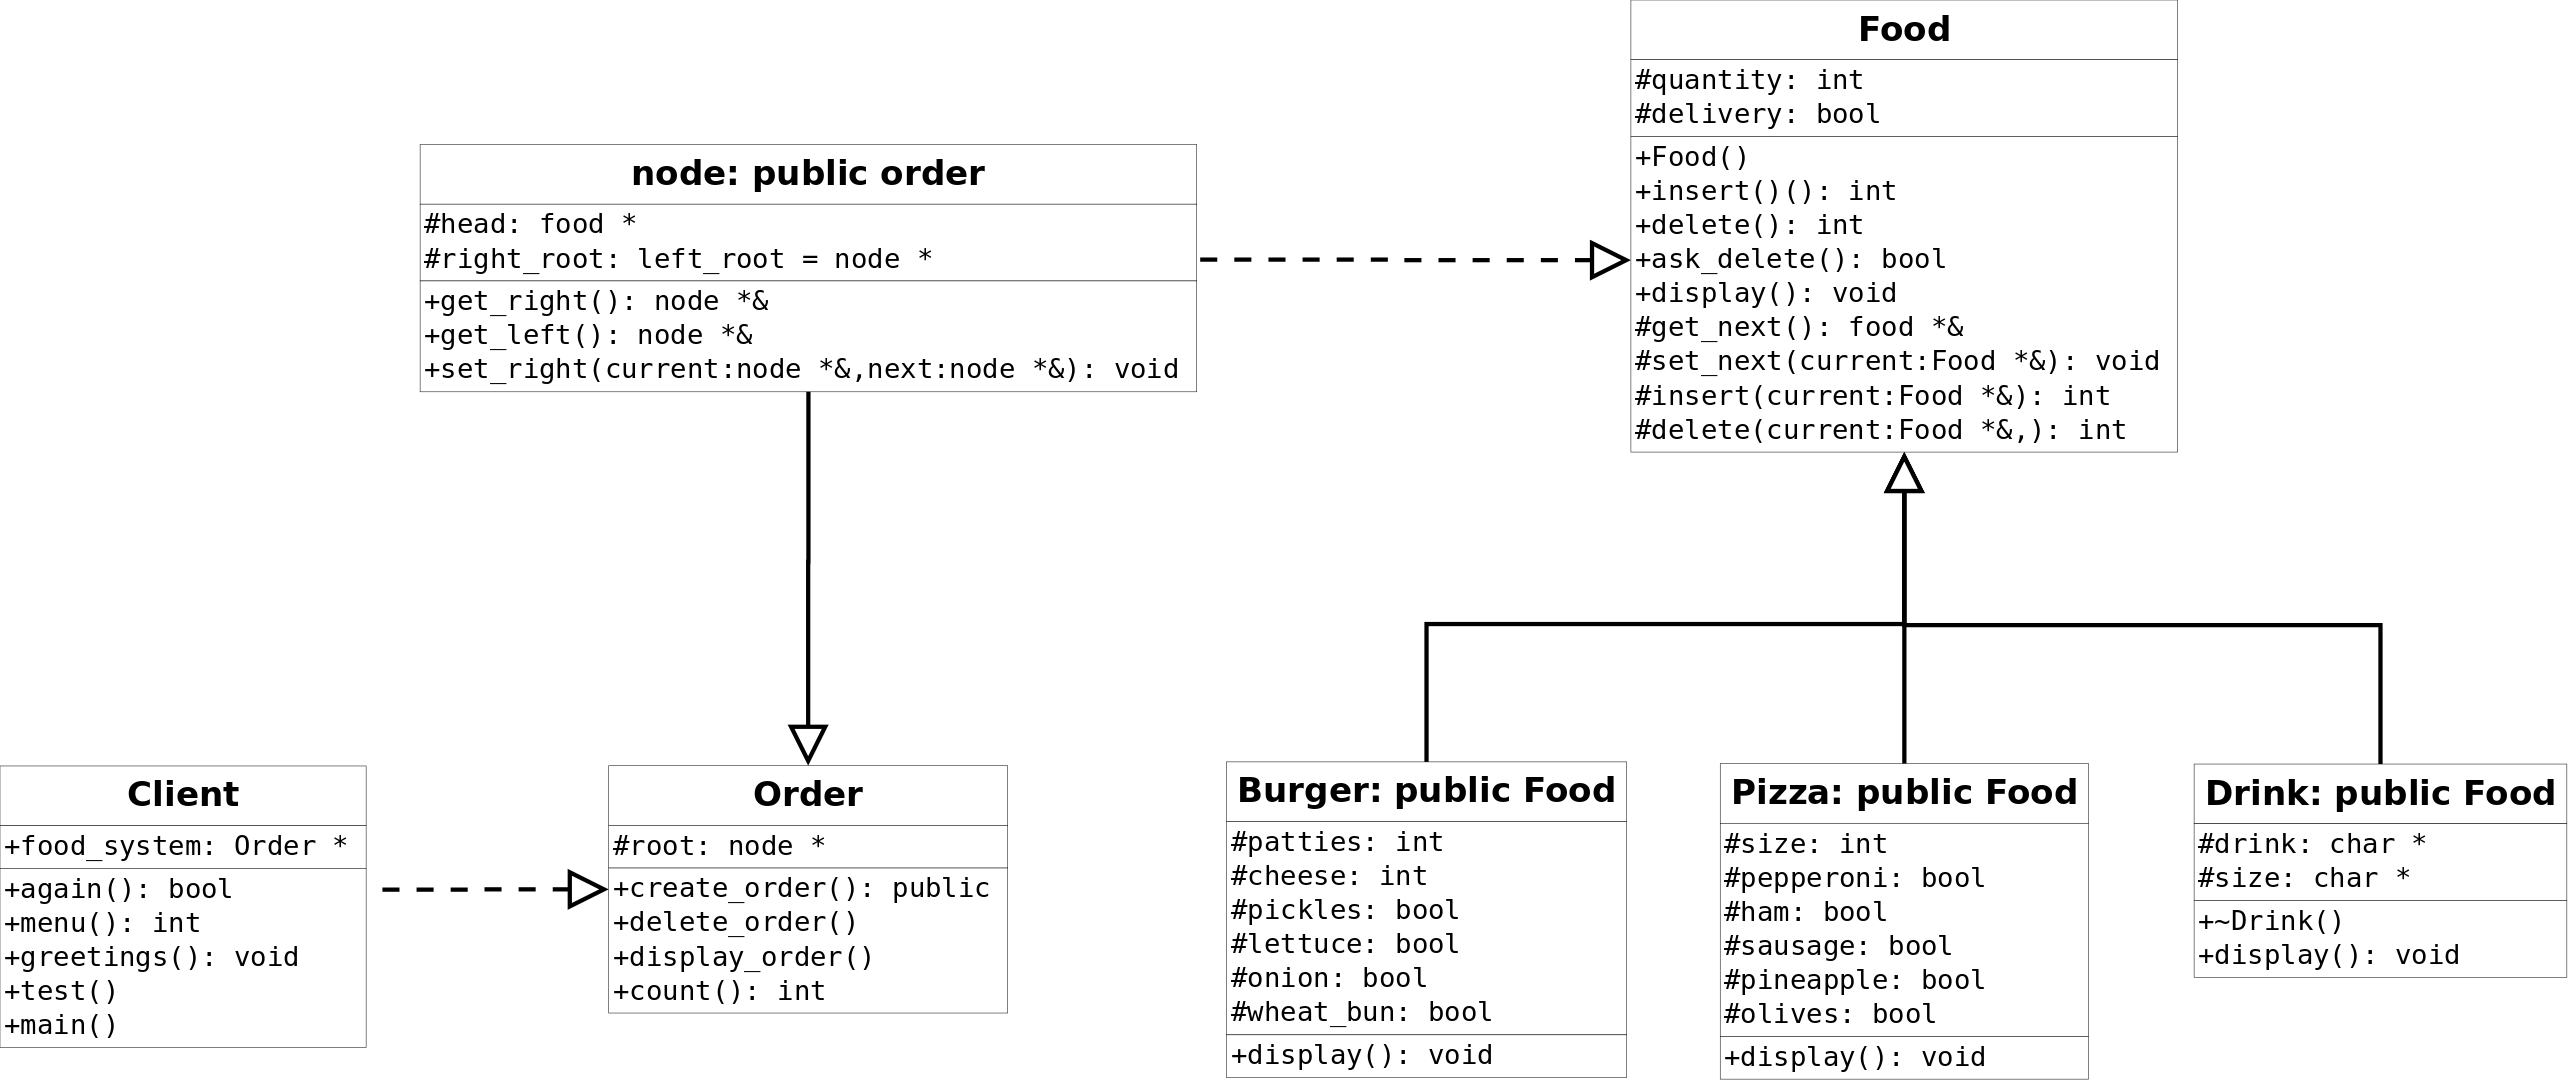 Food
#quantity: int
#delivery: bool
+Food()
+insert()(): int
+delete(): int
+ask_delete(): bool
+display(): void
#get_next(): food *&
#set_next(current:Food *&): void
#insert(current:Food *&): int
#delete(current:Food *&,): int
node: public order
#head: food *
#right_root: left_root = node *
+get_right(): node *&
+get_left(): node *&
+set_right(current:node *&,next:node *&): void
Client
+food_system: Order *
+again(): bool
+menu(): int
+greetings(): void
+test()
+main()
Order
#root: node *
+create_order(): public
+delete_order()
+display_order()
+count(): int
Burger: public Food
#patties: int
#cheese: int
#pickles: bool
#lettuce: bool
#onion: bool
#wheat_bun: bool
+display(): void
Pizza: public Food
#size: int
#pepperoni: bool
#ham: bool
#sausage: bool
#pineapple: bool
#olives: bool
+display(): void
Drink: public Food
#drink: char *
#size: char *
+~Drink()
+display(): void